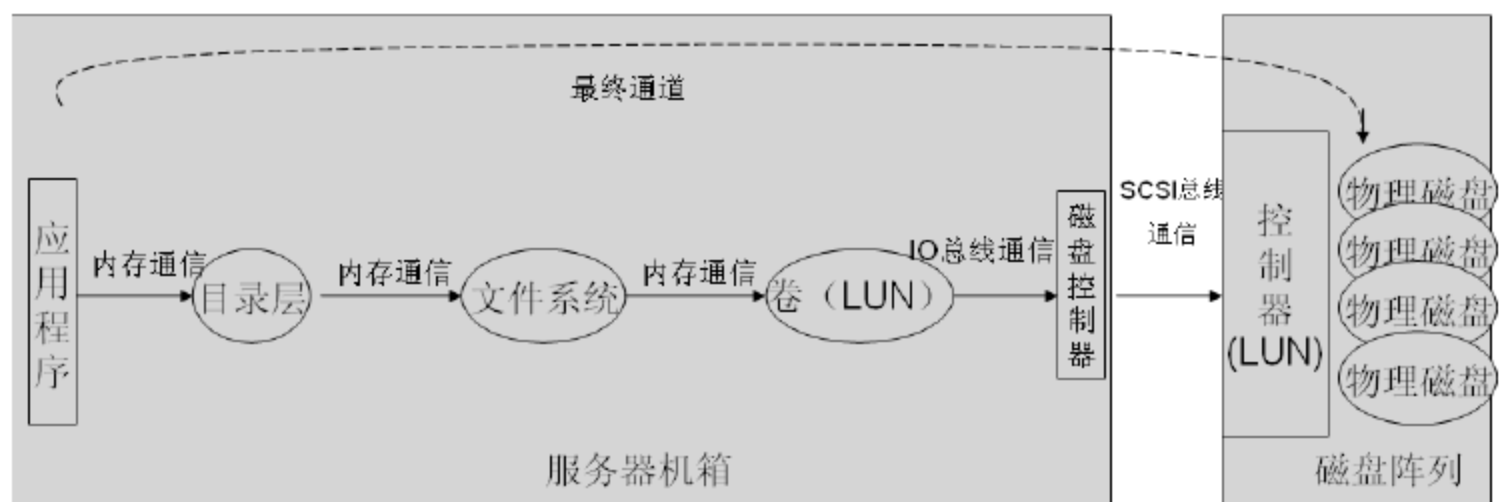 最终通道
应用程序
内存通信
目录层
内存通信
文件系统
内存通信
卷（LUN）
IO总线通信
磁盘控制器
SCSI总线
通信
控制器
(LUN)
物理磁盘
物理磁盘
物理磁盘
物理磁盘
服务器机箱
磁盘阵列